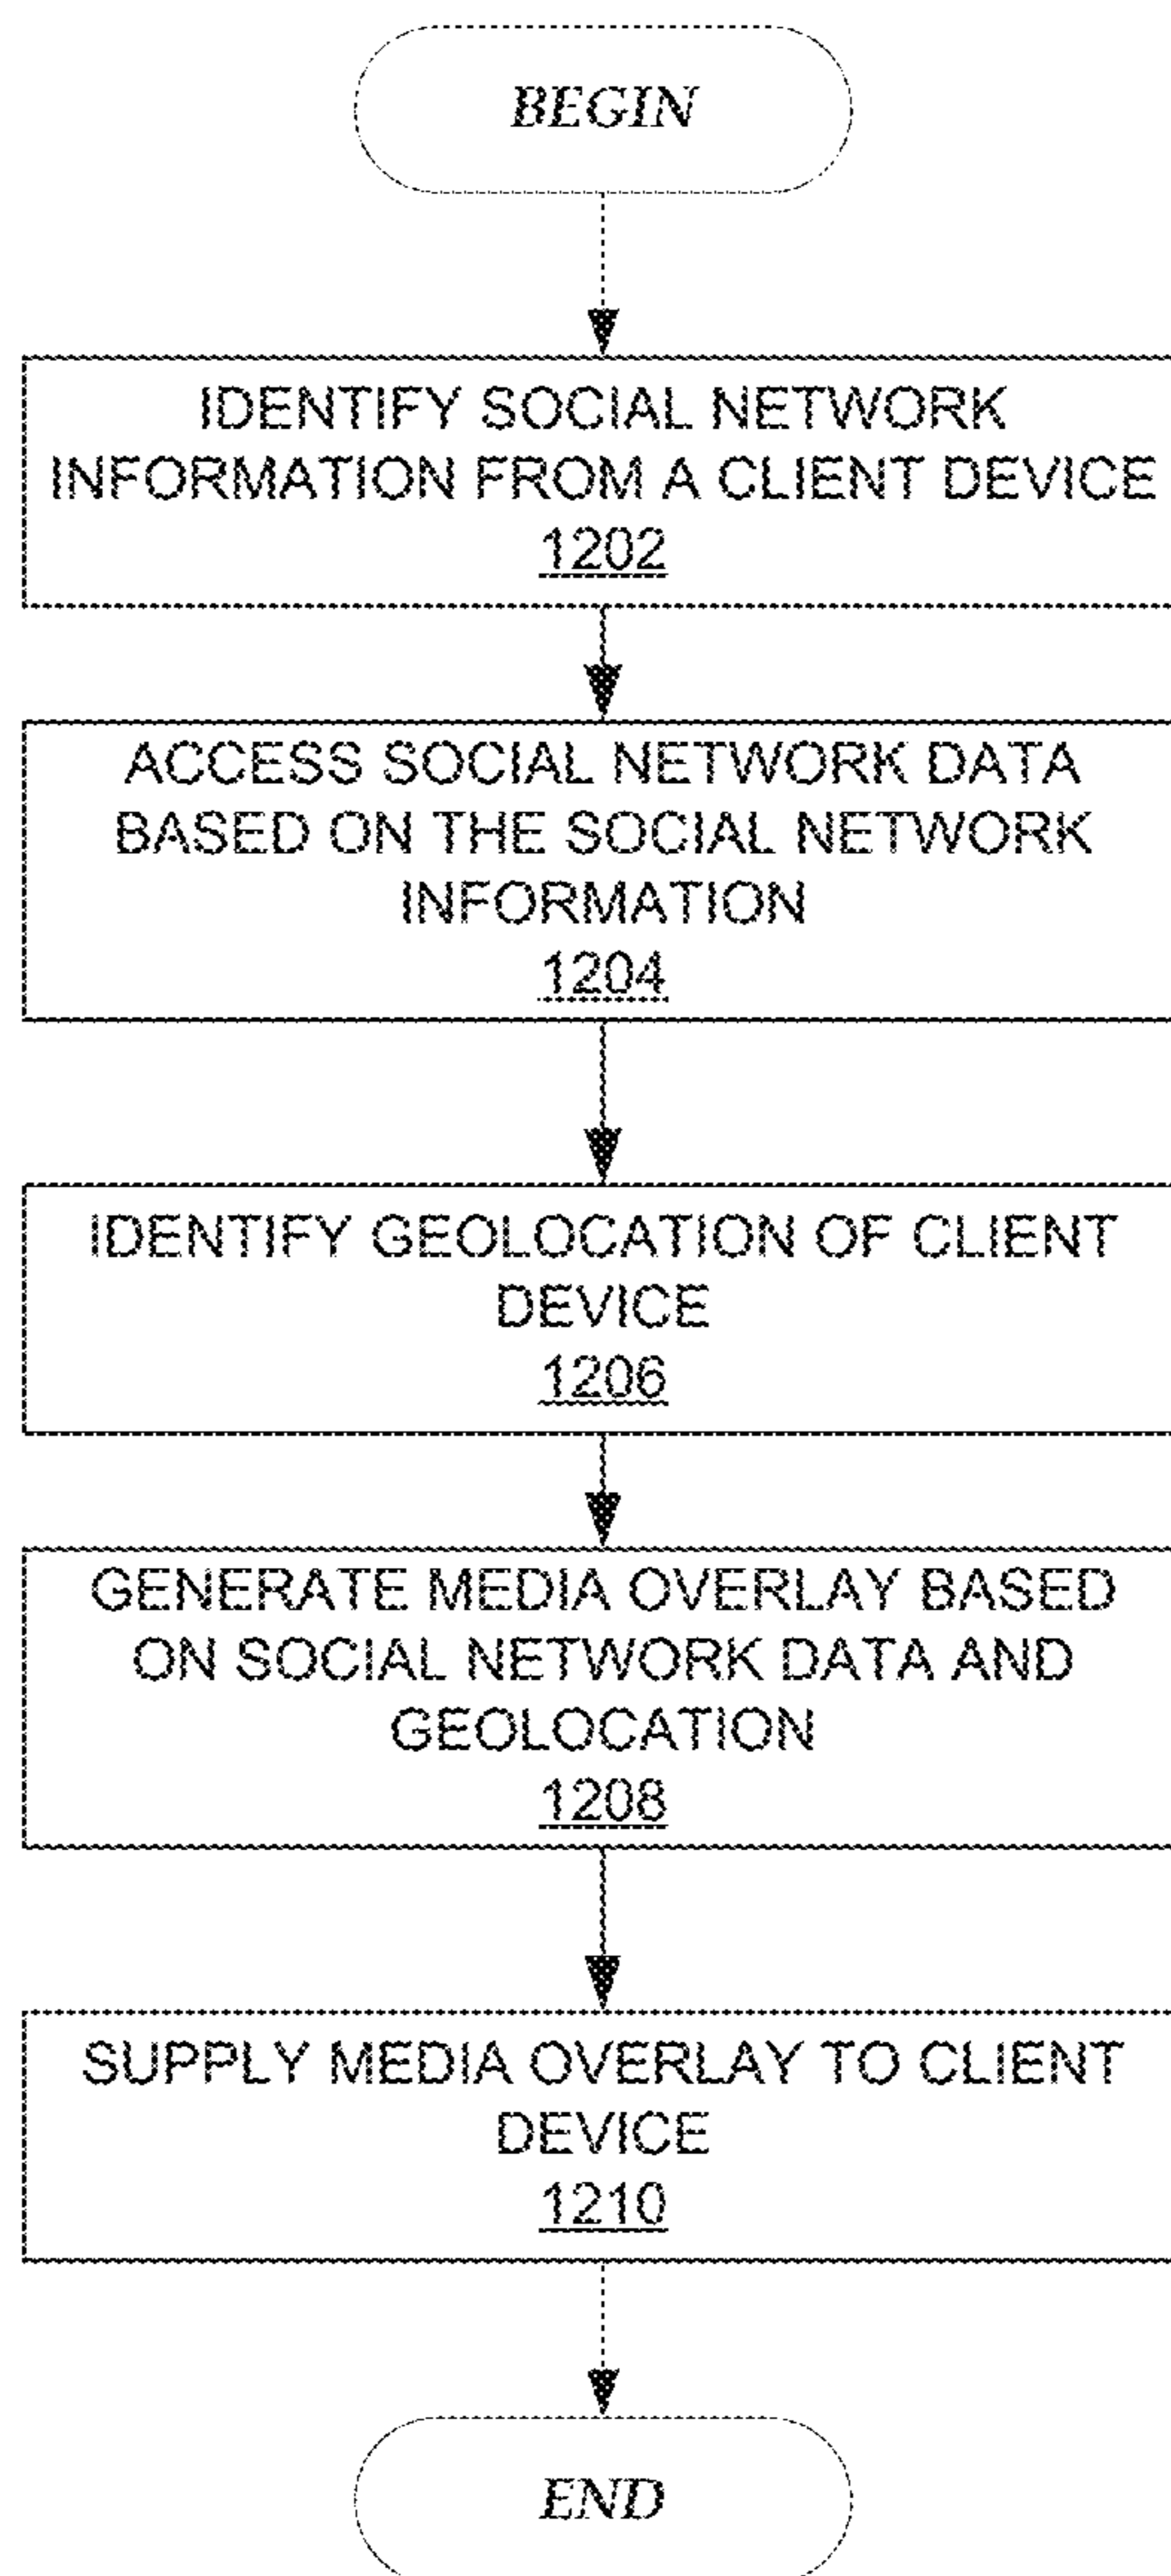 BEGIN
IDENTIFY SOCIAL NETWORK
INFORMATION FROM A CLIENT DEVICE
1202
ACCESS SOCIAL NETWORK DATA
BASED ON THE SOCIAL NETWORK
INFORMATION
1204
IDENTIFY GEOLOCATION OF CLIENT
DEVICE
1206
GENERATE MEDIA OVERLAY BASED
ON SOCIAL NETWORK DATA AND
GEOLOCATION
1208
SUPPLY MEDIA OVERLAY TO CLIENT
DEVICE
1210
END